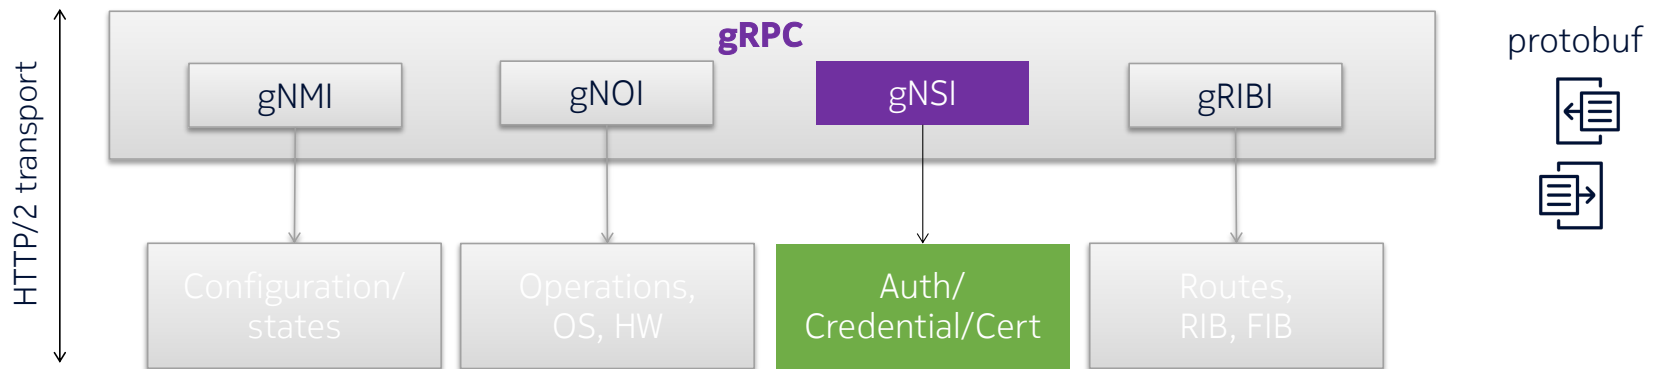 HTTP/2 transport
gRPC
gNMI
gNOI
gNSI
gRIBI
protobuf
Configuration/
states
Operations,
OS, HW
Auth/
Credential/Cert
Routes,
RIB, FIB